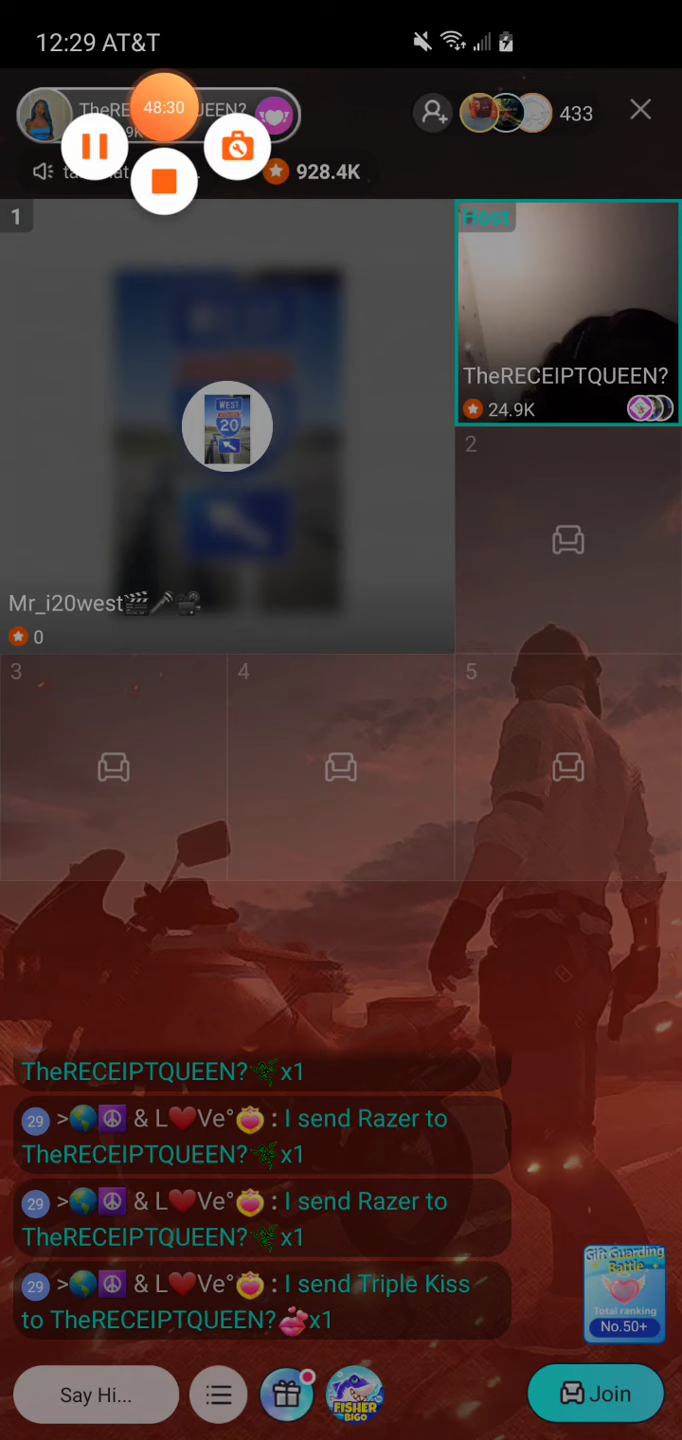 12:29 AT&T
48:30
TheRE
UEEN?
433
928.4K
1
Host
WEST
20
TheRECEIPTQUEEN?
24.9K
2
Mr_i20west🎬🎤🎥
0
3
4
5
TheRECEIPTQUEEN? x1
29 >🌎☮️ & L❤️Ve° : I send Razer to
TheRECEIPTQUEEN? x1
29 >🌎☮️ & L❤️Ve° : I send Razer to
TheRECEIPTQUEEN? x1
29 >🌎☮️ & L❤️Ve° : I send Triple Kiss
to TheRECEIPTQUEEN?💕x1
Gift Guarding
Battle
Total ranking
No.50+
Say Hi...
FISHER
BIGO
Join